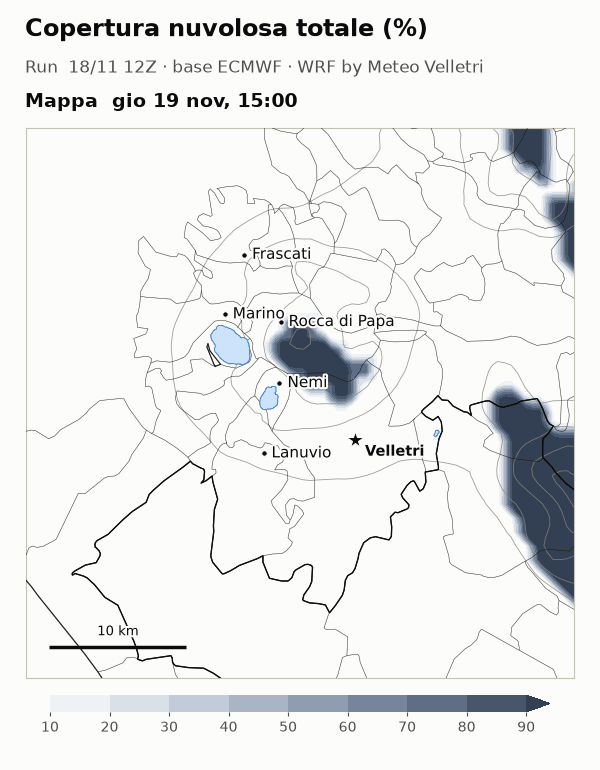 Copertura nuvolosa totale (%)
Run  18/11 12Z · base ECMWF · WRF by Meteo Velletri
Mappa  gio 19 nov, 15:00
Frascati
Marino
Rocca di Papa
Nemi
Velletri
Lanuvio
10 km
10 20 30 40 50 60 70 80 90